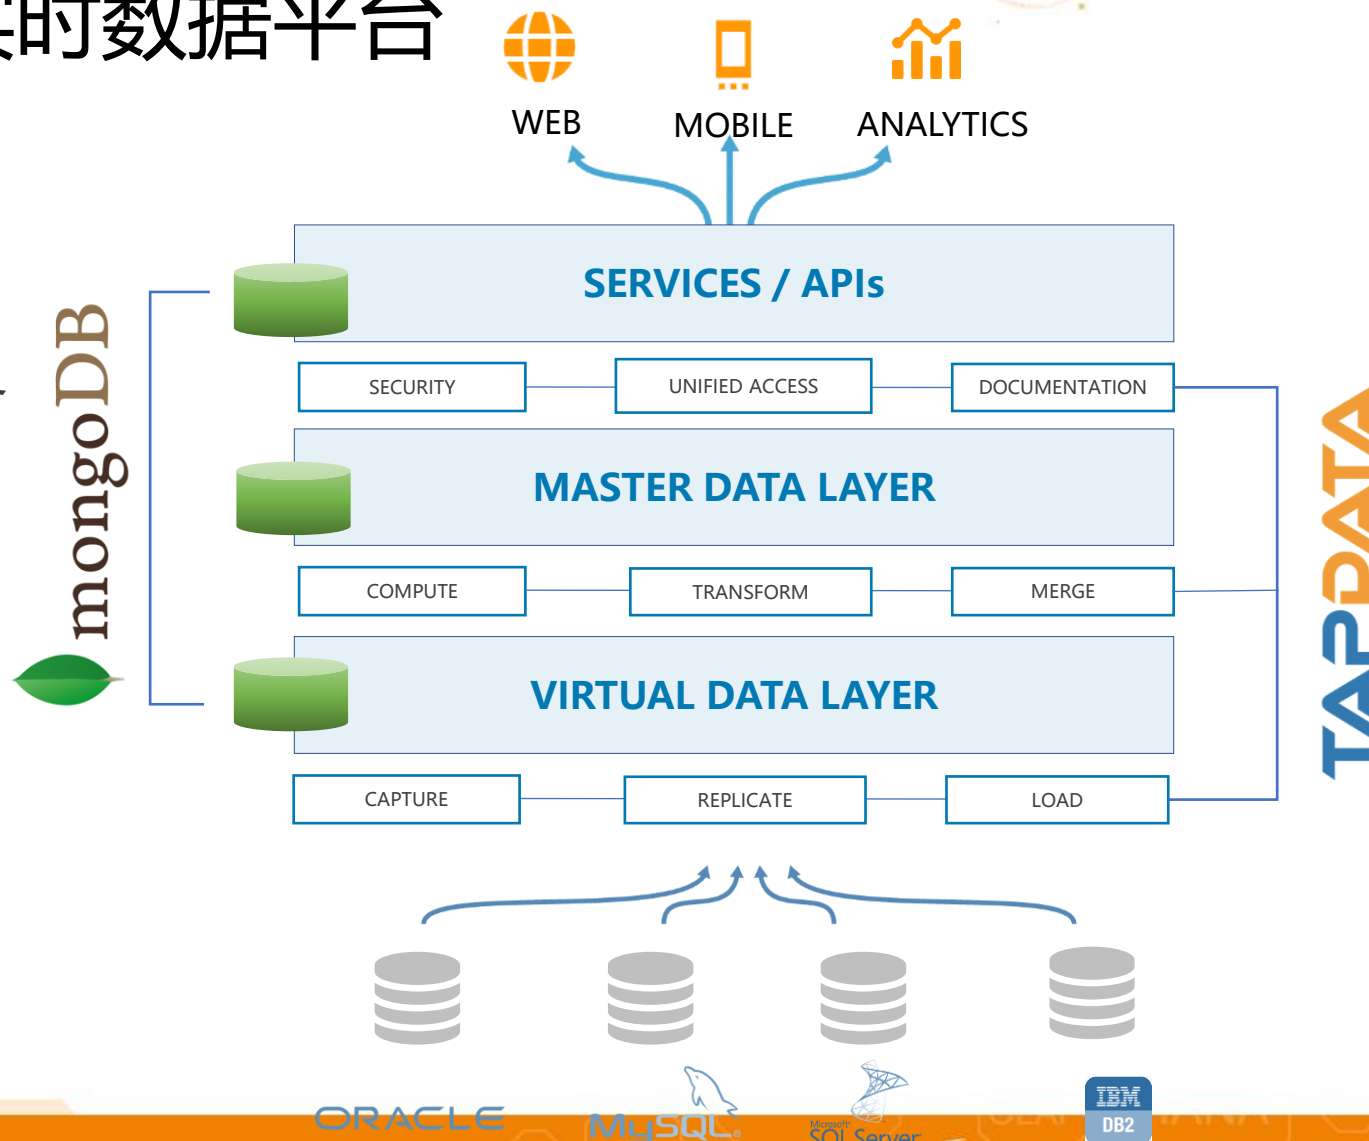 时数据平台
WEB
MOBILE
ANALYTICS
SERVICES / APIs
SECURITY
UNIFIED ACCESS
DOCUMENTATION
MASTER DATA LAYER
COMPUTE
TRANSFORM
MERGE
VIRTUAL DATA LAYER
CAPTURE
REPLICATE
LOAD
mongoDB
TAPDATA
ORACLE
MySQL
Microsoft
SQL Server
IBM
DB2